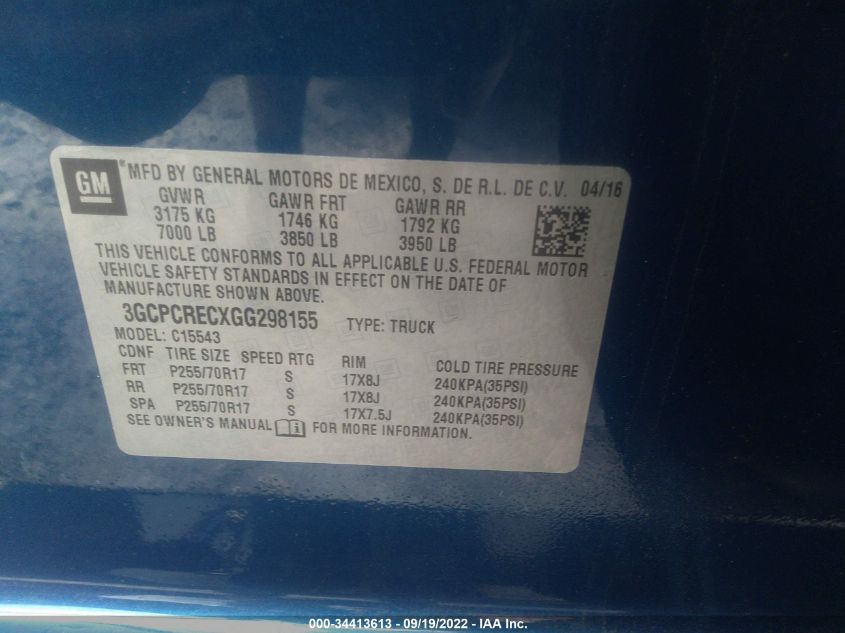 GM
*MFD BY GENERAL MOTORS DE MEXICO, S. DE R.L. DE C.V. 04/16
GVWR GAWR FRT GAWR RR
3175 KG 1746 KG 1792 KG
7000 LB 3850 LB 3950 LB
THIS VEHICLE CONFORMS TO ALL APPLICABLE U.S. FEDERAL MOTOR
VEHICLE SAFETY STANDARDS IN EFFECT ON THE DATE OF
MANUFACTURE SHOWN ABOVE.
3GCPCRECXGG298155 TYPE: TRUCK
MODEL: C15543
CDNF TIRE SIZE SPEED RTG RIM COLD TIRE PRESSURE
FRT P255/70R17 S 17X8J 240KPA(35PSI)
RR P255/70R17 S 17X8J 240KPA(35PSI)
SPA P255/70R17 S 17X7.5J 240KPA(35PSI)
SEE OWNER'S MANUAL FOR MORE INFORMATION.
000-34413613 - 09/19/2022 - IAA Inc.